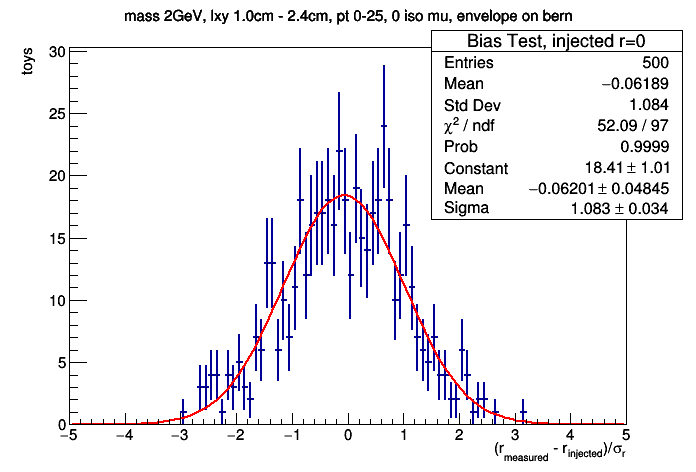 mass 2GeV, lxy 1.0cm - 2.4cm, pt 0-25, 0 iso mu, envelope on bern
Bias Test, injected r=0
Entries 500
Mean −0.06189
Std Dev 1.084
χ² / ndf 52.09 / 97
Prob 0.9999
Constant 18.41 ± 1.01
Mean −0.06201 ± 0.04845
Sigma 1.083 ± 0.034
toys
30
25
20
15
10
5
0
−5 −4 −3 −2 −1 0 1 2 3 4 5
(r_measured - r_injected)/σ_r